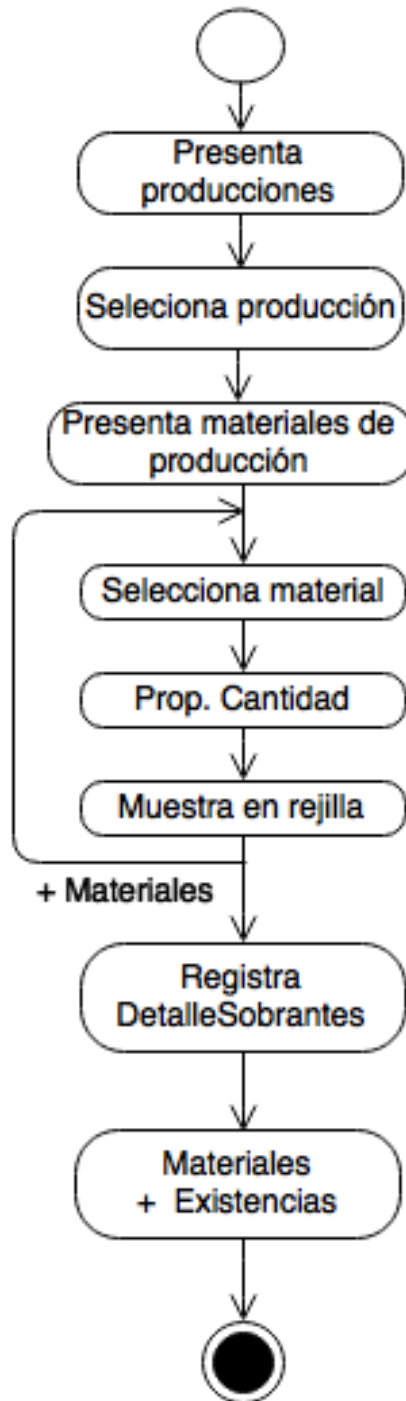 Presenta
producciones
Seleciona producción
Presenta materiales de
producción
Selecciona material
Prop. Cantidad
Muestra en rejilla
+ Materiales
Registra
DetalleSobrantes
Materiales
+ Existencias